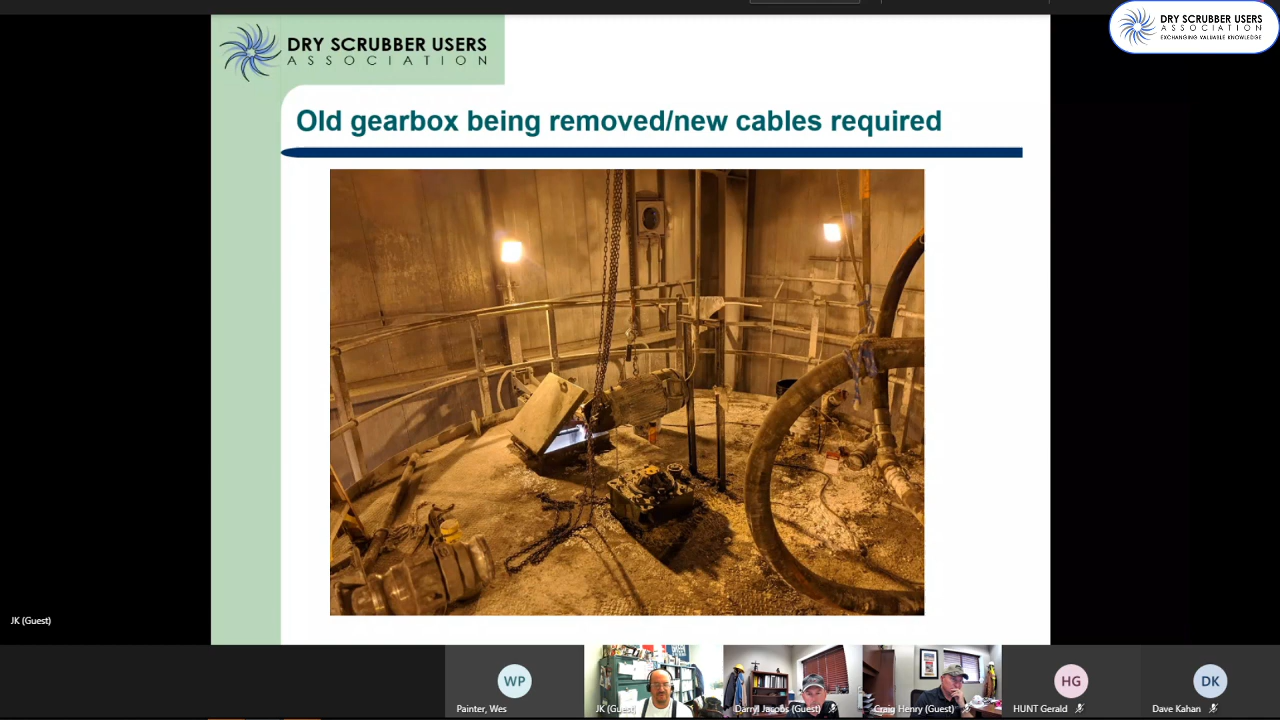 DRY SCRUBBER USERS
ASSOCIATION
DRY SCRUBBER USERS
ASSOCIATION
EXCHANGING VALUABLE KNOWLEDGE
Old gearbox being removed/new cables required
JK (Guest)
WP
HG
DK
Painter, Wes
JK (Guest)
Darryl Jacobs (Guest)
Craig Henry (Guest)
HUNT Gerald
Dave Kahan